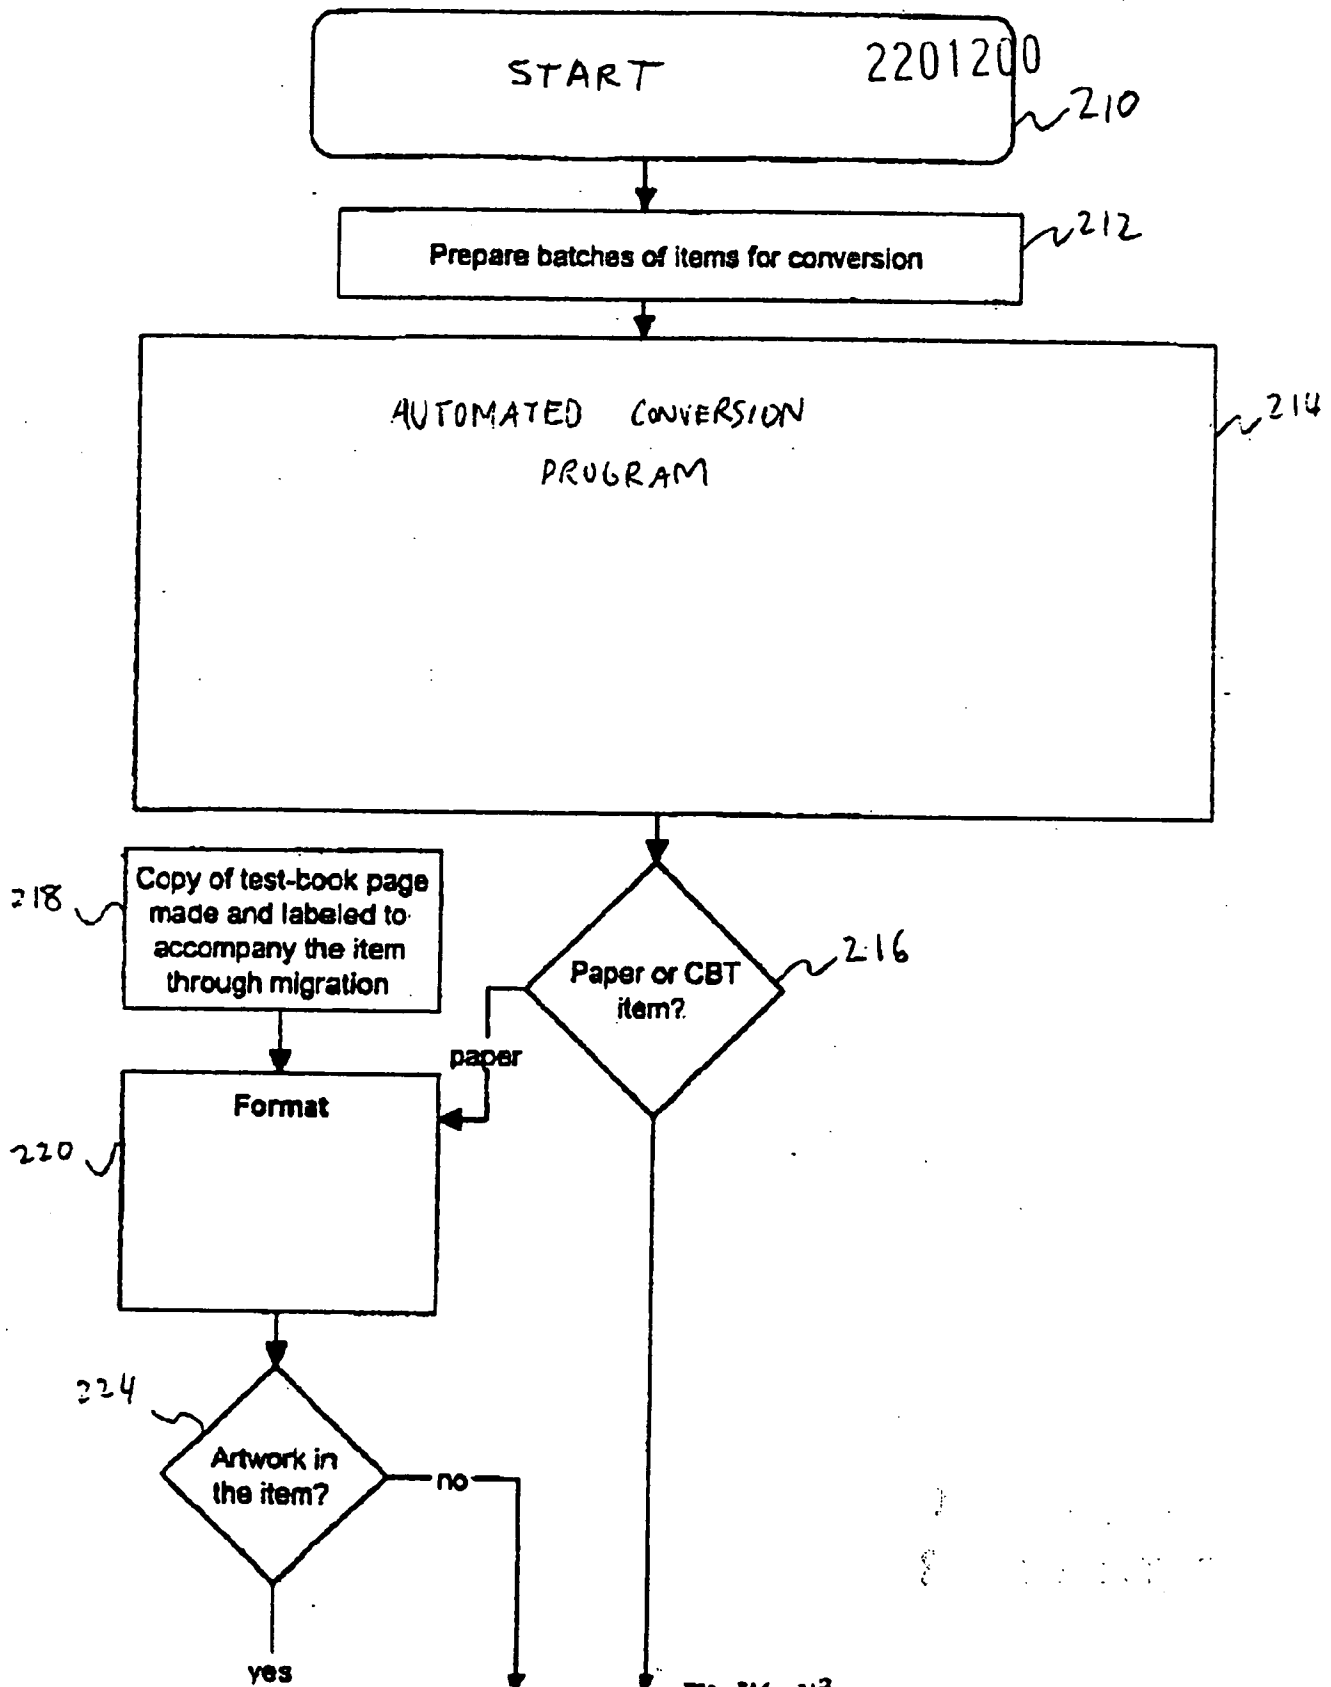 START
2201200
210
212
Prepare batches of items for conversion
214
AUTOMATED CONVERSION
PROGRAM
218
Copy of test-book page
made and labeled to
accompany the item
through migration
216
Paper or CBT
item?
paper
Format
220
224
Artwork in
the item?
no
yes